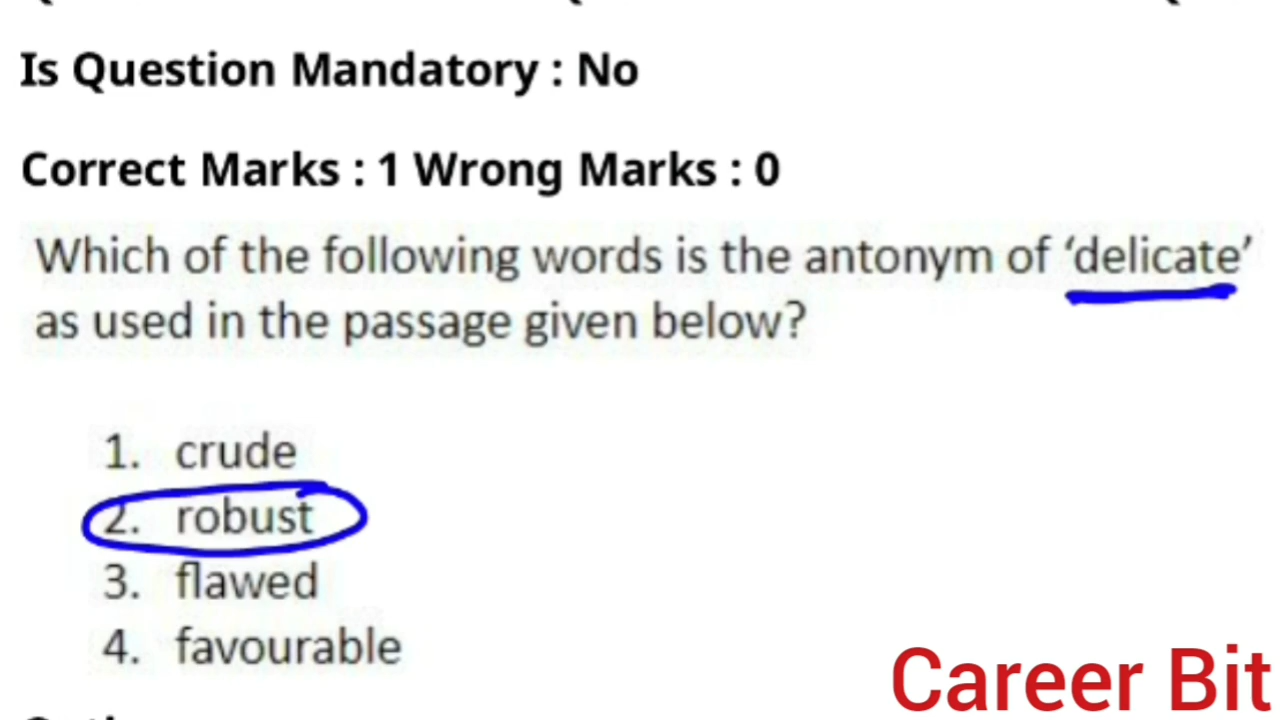 Is Question Mandatory : No
Correct Marks : 1 Wrong Marks : 0
Which of the following words is the antonym of ‘delicate’
as used in the passage given below?
1. crude
2. robust
3. flawed
4. favourable
Career Bit